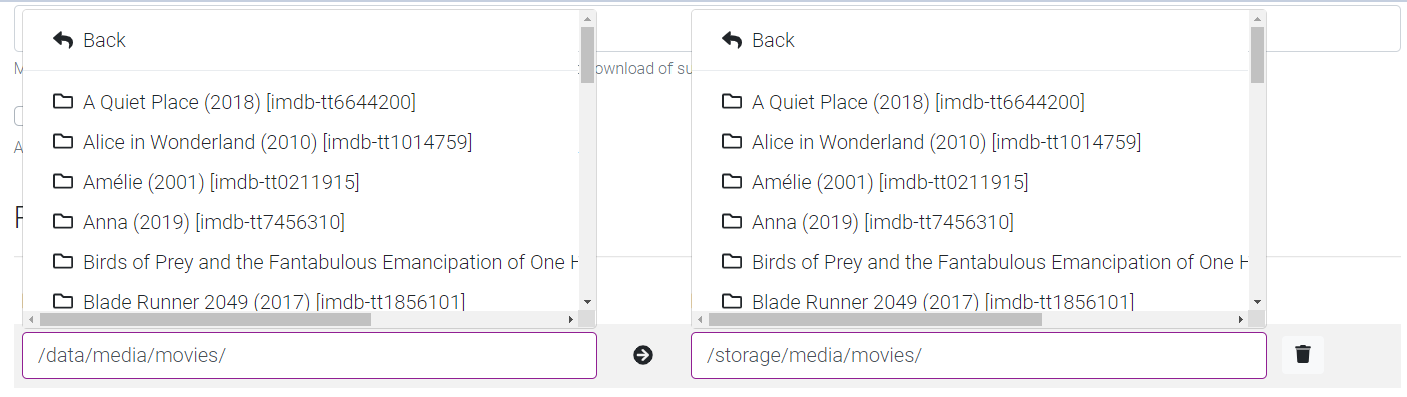 Back
A Quiet Place (2018) [imdb-tt6644200]
Alice in Wonderland (2010) [imdb-tt1014759]
Amélie (2001) [imdb-tt0211915]
Anna (2019) [imdb-tt7456310]
Birds of Prey and the Fantabulous Emancipation of One
Blade Runner 2049 (2017) [imdb-tt1856101]
/data/media/movies/
ownload of su
Back
A Quiet Place (2018) [imdb-tt6644200]
Alice in Wonderland (2010) [imdb-tt1014759]
Amélie (2001) [imdb-tt0211915]
Anna (2019) [imdb-tt7456310]
Birds of Prey and the Fantabulous Emancipation of One
Blade Runner 2049 (2017) [imdb-tt1856101]
/storage/media/movies/